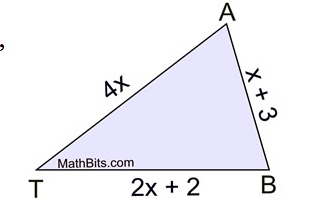 ,
A
4x
x + 3
MathBits.com
T
2x + 2
B